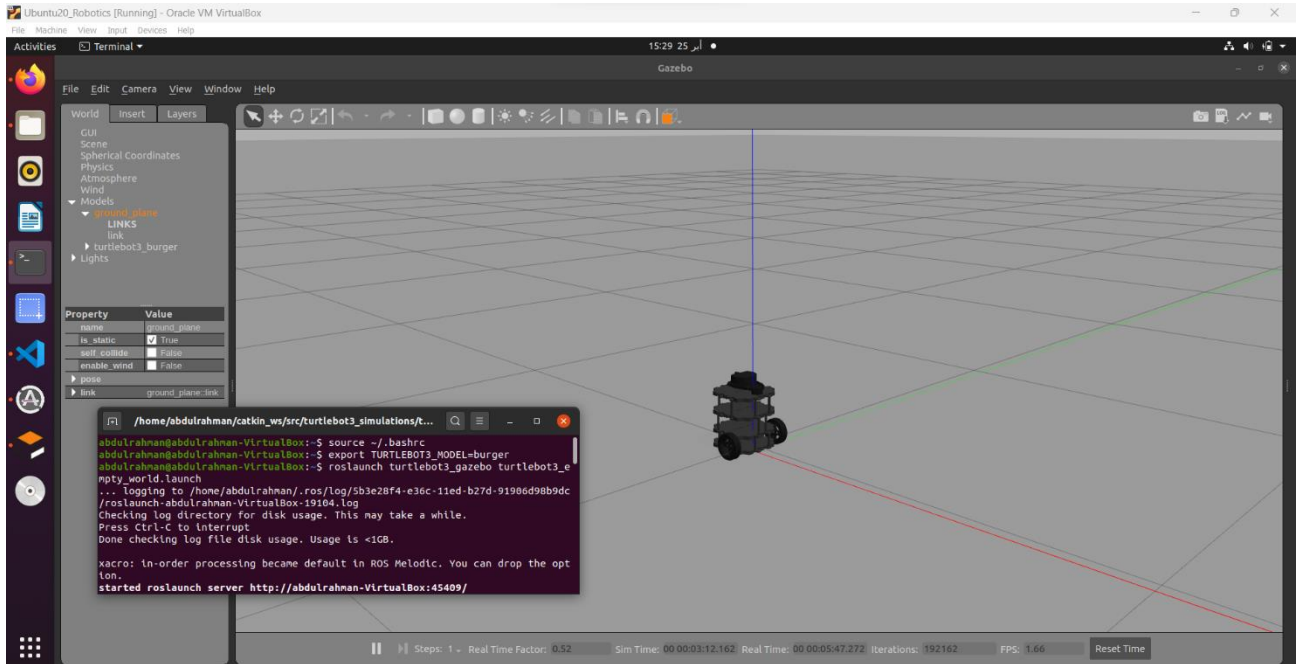 Ubuntu20_Robotics [Running] - Oracle VM VirtualBox
File Machine View Input Devices Help
Activities Terminal 15:29 25 أبر
Gazebo
File Edit Camera View Window Help
World Insert Layers
GUI
Scene
Spherical Coordinates
Physics
Atmosphere
Wind
Models
ground_plane
LINKS
link
turtlebot3_burger
Lights
Property Value
name ground_plane
is_static True
self_collide False
enable_wind False
pose
link ground_plane::link
/home/abdulrahman/catkin_ws/src/turtlebot3_simulations/t...
abdulrahman@abdulrahman-VirtualBox:~$ source ~/.bashrc
abdulrahman@abdulrahman-VirtualBox:~$ export TURTLEBOT3_MODEL=burger
abdulrahman@abdulrahman-VirtualBox:~$ roslaunch turtlebot3_gazebo turtlebot3_e
mpty_world.launch
... logging to /home/abdulrahman/.ros/log/5b3e28f4-e36c-11ed-b27d-91906d98b9dc
/roslaunch-abdulrahman-VirtualBox-19104.log
Checking log directory for disk usage. This may take a while.
Press Ctrl-C to interrupt
Done checking log file disk usage. Usage is <1GB.
xacro: in-order processing became default in ROS Melodic. You can drop the opt
ion.
started roslaunch server http://abdulrahman-VirtualBox:45409/
Steps: 1 Real Time Factor: 0.52 Sim Time: 00 00:03:12.162 Real Time: 00 00:05:47.272 Iterations: 192162 FPS: 1.66 Reset Time